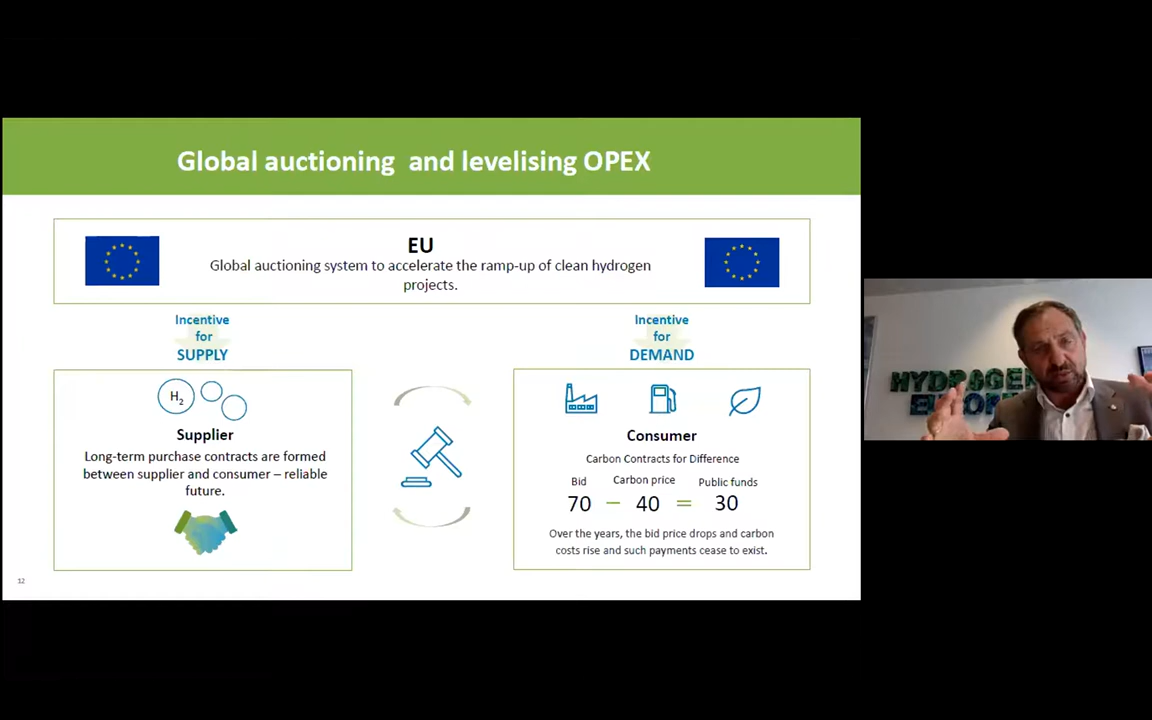 Global auctioning and levelising OPEX
EU
Global auctioning system to accelerate the ramp-up of clean hydrogen
projects.
Incentive
for
SUPPLY
Incentive
for
DEMAND
H2
Supplier
Long-term purchase contracts are formed
between supplier and consumer – reliable
future.
Consumer
Carbon Contracts for Difference
Bid Carbon price Public funds
70 – 40 = 30
Over the years, the bid price drops and carbon
costs rise and such payments cease to exist.
12
HYDROGEN
EUROPE